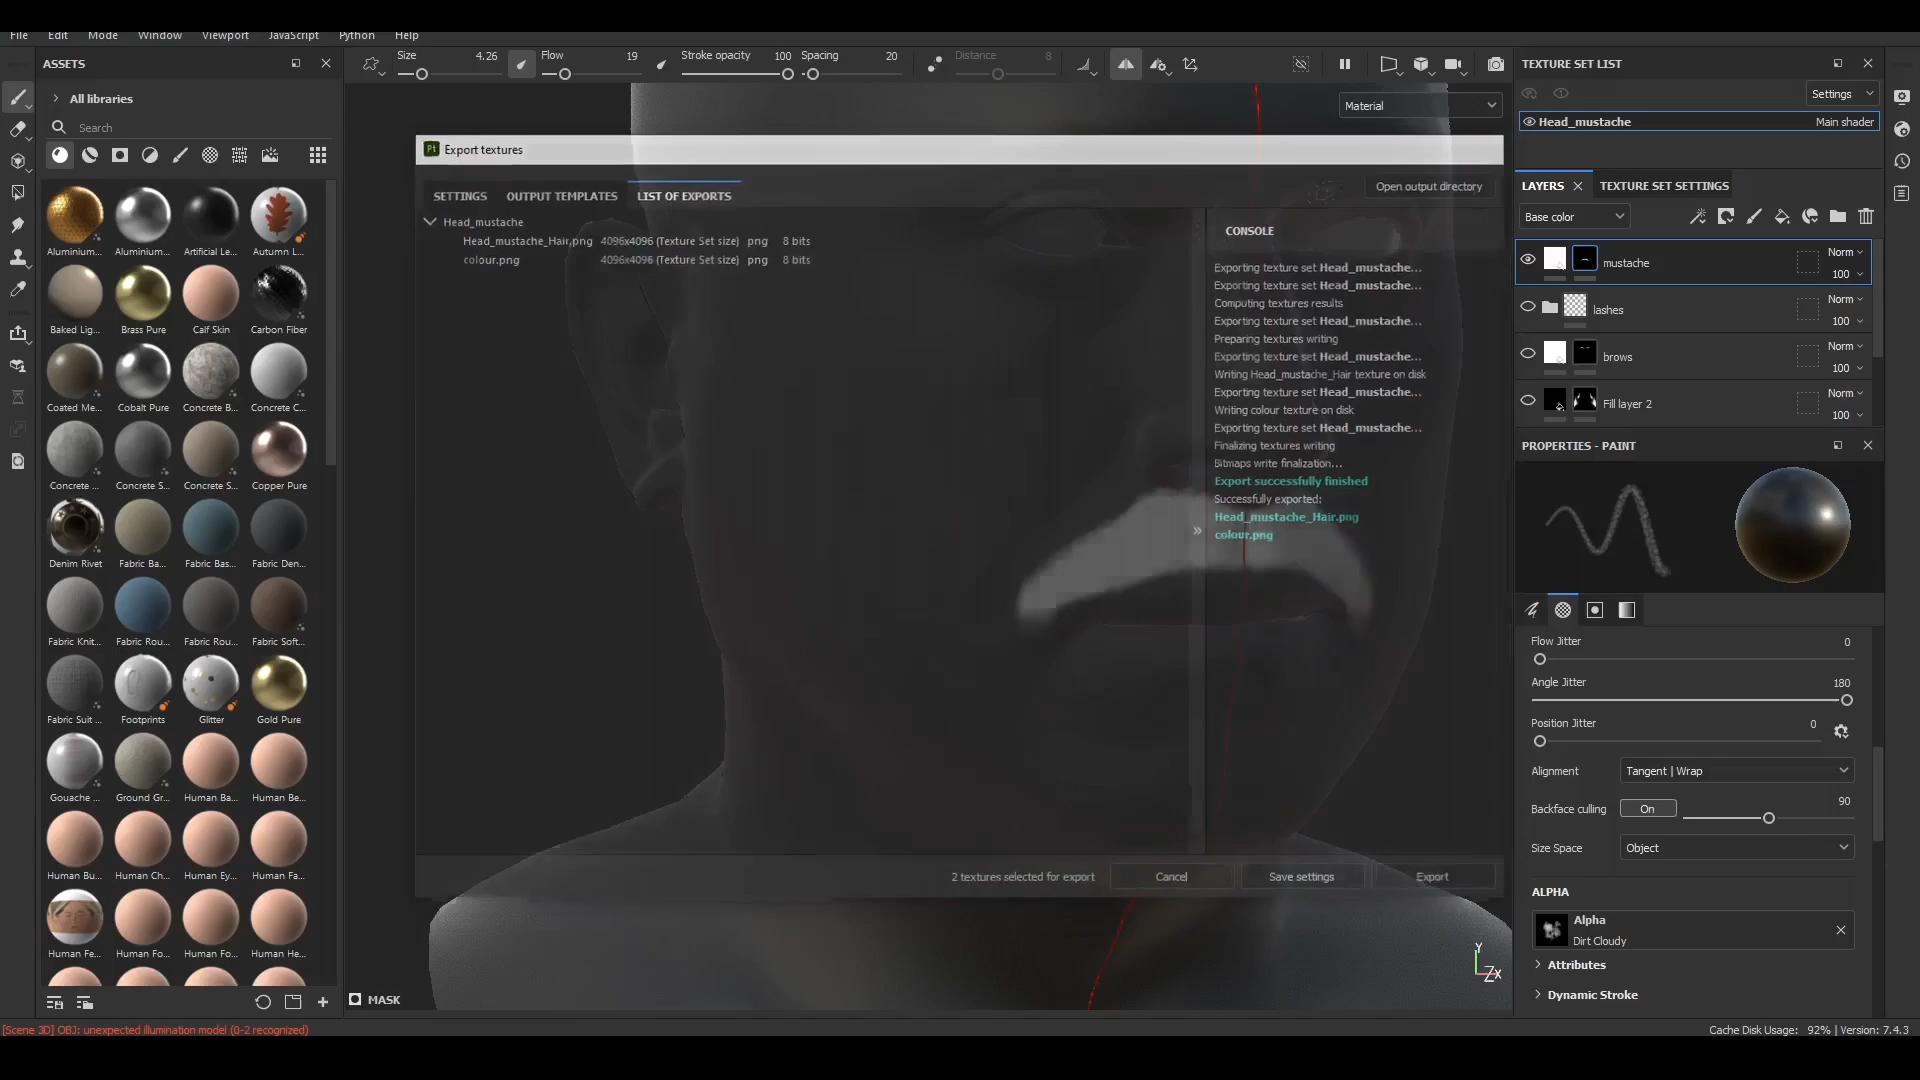 File Edit Mode Window Viewport JavaScript Python Help
ASSETS
All libraries
Search
Aluminium... Aluminium... Artificial Le... Autumn L...
Baked Lig... Brass Pure Calf Skin Carbon Fiber
Coated Me... Cobalt Pure Concrete B... Concrete C...
Concrete ... Concrete S... Concrete S... Copper Pure
Denim Rivet Fabric Ba... Fabric Bas... Fabric Den...
Fabric Knit... Fabric Rou... Fabric Rou... Fabric Soft...
Fabric Suit ... Footprints Glitter Gold Pure
Gouache ... Ground Gr... Human Ba... Human Be...
Human Bu... Human Ch... Human Ey... Human Fa...
Human Fe... Human Fo... Human Fo... Human He...
Size 4.26 Flow 19 Stroke opacity 100 Spacing 20 Distance 8
Material
Pt Export textures
SETTINGS OUTPUT TEMPLATES LIST OF EXPORTS Open output directory
Head_mustache
Head_mustache_Hair.png 4096x4096 (Texture Set size) png 8 bits
colour.png 4096x4096 (Texture Set size) png 8 bits
CONSOLE
Exporting texture set Head_mustache...
Exporting texture set Head_mustache...
Computing textures results
Exporting texture set Head_mustache...
Preparing textures writing
Exporting texture set Head_mustache...
Writing Head_mustache_Hair texture on disk
Exporting texture set Head_mustache...
Writing colour texture on disk
Exporting texture set Head_mustache...
Finalizing textures writing
Bitmaps write finalization...
Export successfully finished
Successfully exported:
Head_mustache_Hair.png
colour.png
2 textures selected for export Cancel Save settings Export
Y
ZX
MASK
TEXTURE SET LIST
Settings
Head_mustache Main shader
LAYERS TEXTURE SET SETTINGS
Base color
mustache Norm 100
lashes Norm 100
brows Norm 100
Fill layer 2 Norm 100
PROPERTIES - PAINT
Flow Jitter 0
Angle Jitter 180
Position Jitter 0
Alignment Tangent | Wrap
Backface culling On 90
Size Space Object
ALPHA
Alpha
Dirt Cloudy
Attributes
Dynamic Stroke
[Scene 3D] OBJ: unexpected illumination model (0-2 recognized)
Cache Disk Usage: 92% | Version: 7.4.3